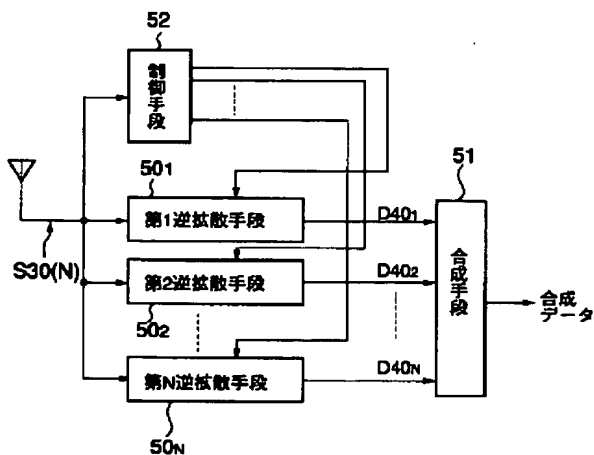 52
制御手段
501
第1逆拡散手段
D401
51
合成手段
S30(N)
第2逆拡散手段
D402
502
合成
データ
第N逆拡散手段
D40N
50N